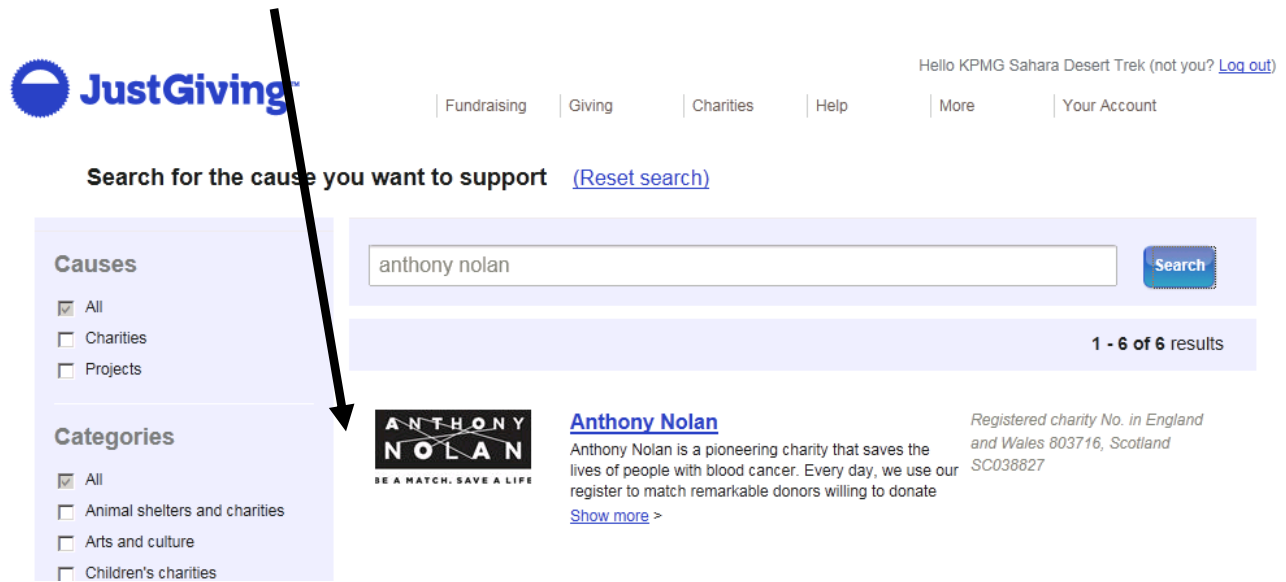 Hello KPMG Sahara Desert Trek (not you? Log out)
JustGiving™
Fundraising
Giving
Charities
Help
More
Your Account
Search for the cause you want to support (Reset search)
Causes
All
Charities
Projects
Categories
All
Animal shelters and charities
Arts and culture
Children's charities
anthony nolan
Search
1 - 6 of 6 results
ANTHONY
NOLAN
BE A MATCH. SAVE A LIFE
Anthony Nolan
Anthony Nolan is a pioneering charity that saves the
lives of people with blood cancer. Every day, we use our
register to match remarkable donors willing to donate
Show more >
Registered charity No. in England
and Wales 803716, Scotland
SC038827